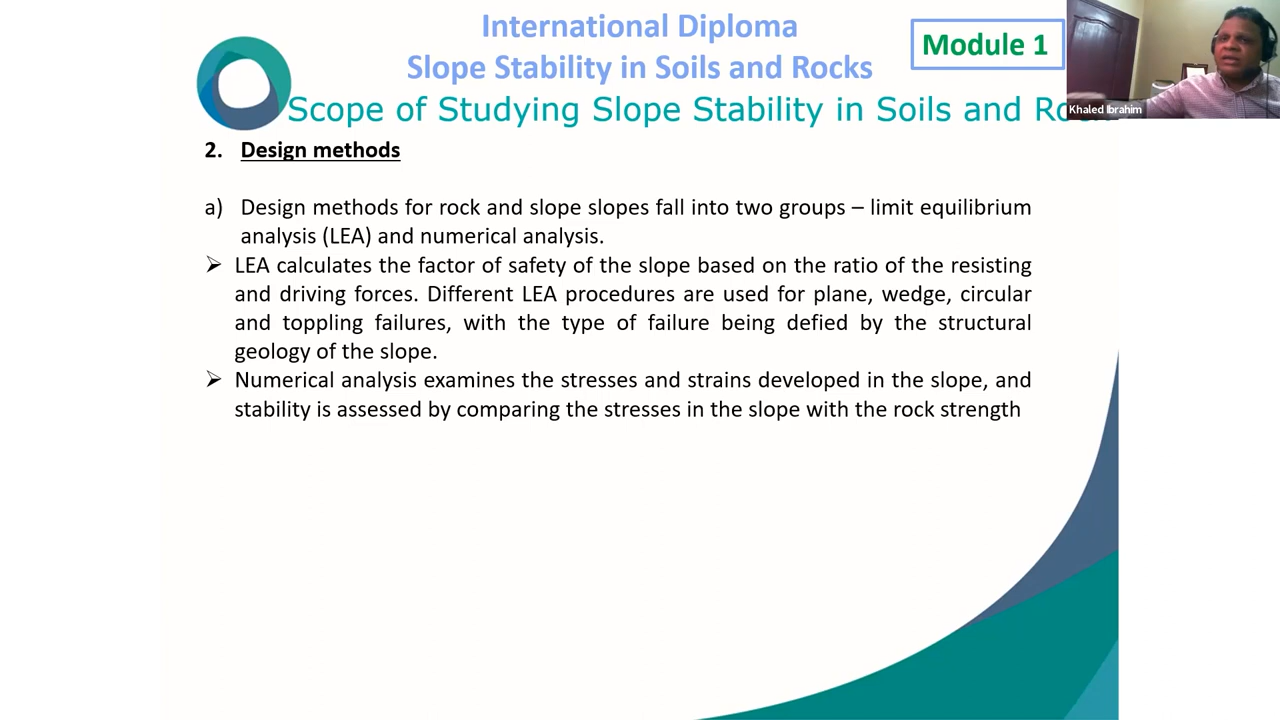 International Diploma
Slope Stability in Soils and Rocks
Module 1
Scope of Studying Slope Stability in Soils and
Khaled Ibrahim
2. Design methods
a) Design methods for rock and slope slopes fall into two groups – limit equilibrium
analysis (LEA) and numerical analysis.
➢ LEA calculates the factor of safety of the slope based on the ratio of the resisting
and driving forces. Different LEA procedures are used for plane, wedge, circular
and toppling failures, with the type of failure being defied by the structural
geology of the slope.
➢ Numerical analysis examines the stresses and strains developed in the slope, and
stability is assessed by comparing the stresses in the slope with the rock strength